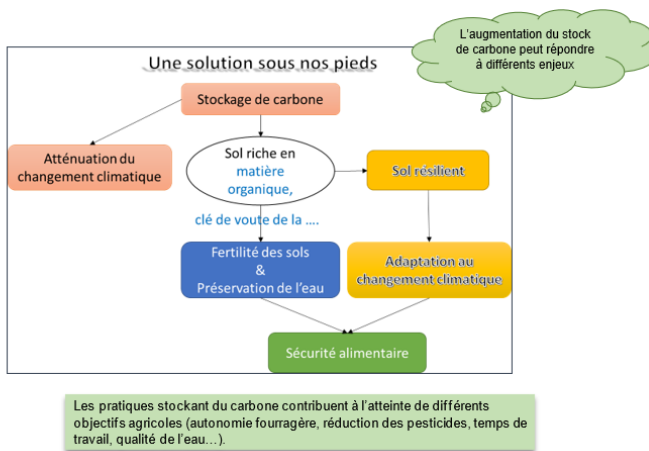 L'augmentation du stock
de carbone peut répondre
à différents enjeux
Une solution sous nos pieds
Stockage de carbone
Atténuation du
changement climatique
Sol riche en
matière
organique,
Sol résilient
clé de voute de la ....
Fertilité des sols
&
Préservation de l'eau
Adaptation au
changement climatique
Sécurité alimentaire
Les pratiques stockant du carbone contribuent à l'atteinte de différents
objectifs agricoles (autonomie fourragère, réduction des pesticides, temps de
travail, qualité de l'eau…).